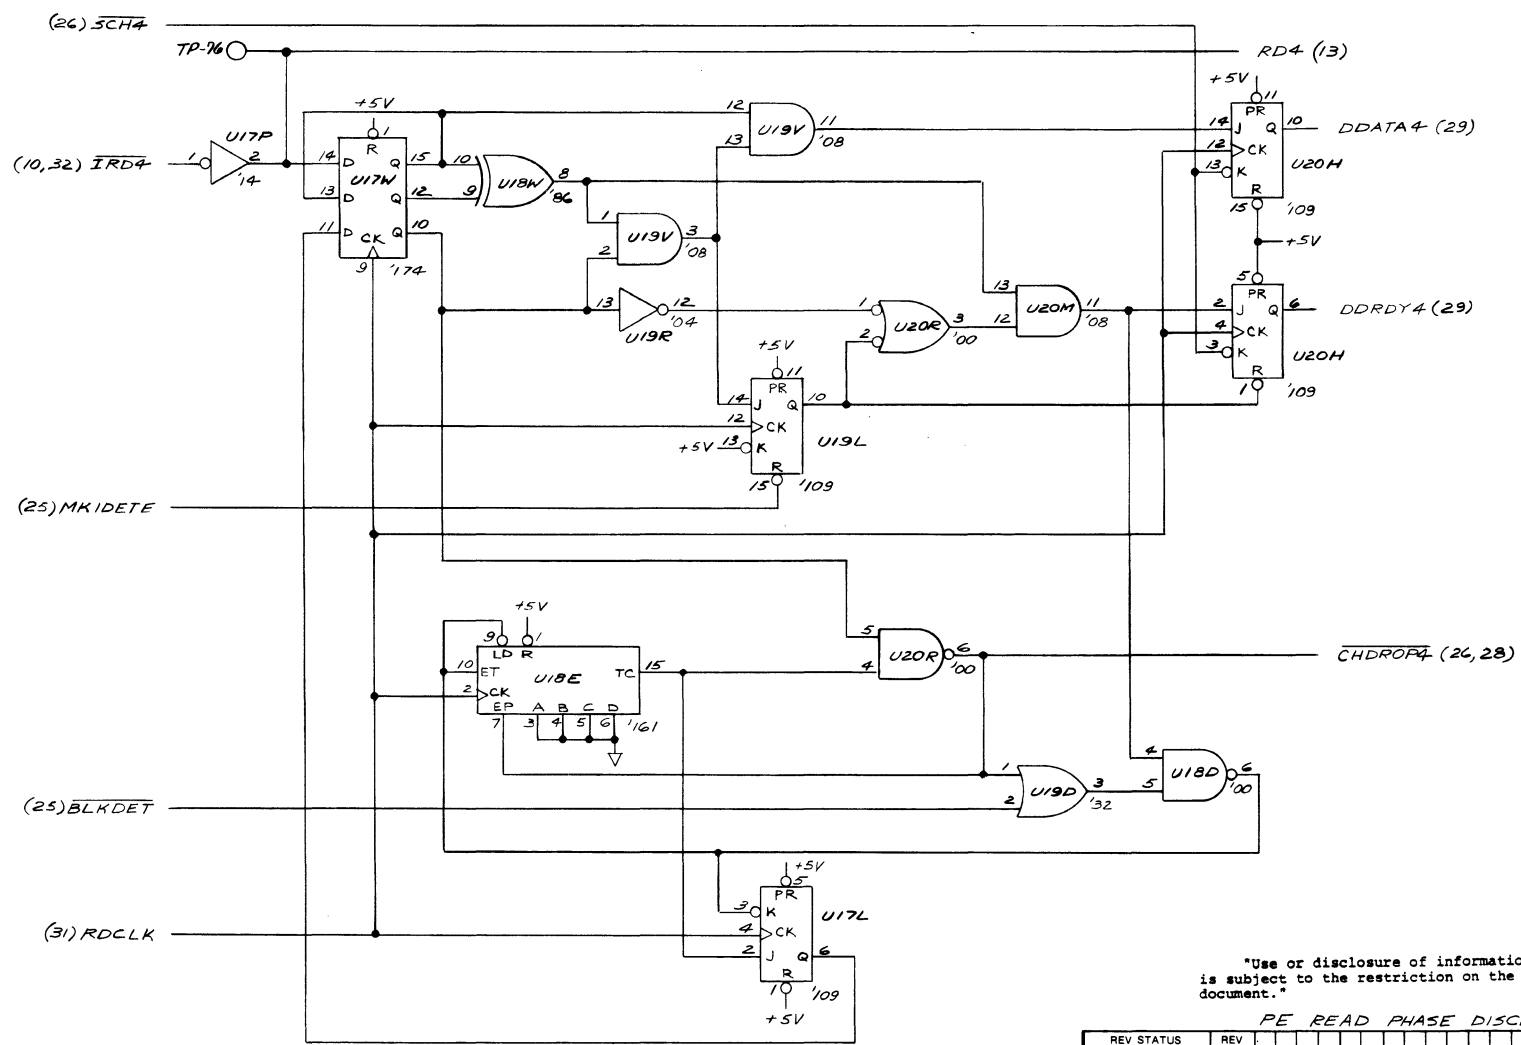 (26) SCH4
TP-76
RD4 (13)
+5V
11
PR
14 J Q 10
DDATA4 (29)
12 CK
13 K
U20H
R
15
'109
+5V
+5V
1
R
U17P
(10,32) IRD4
1
2
'14
14 D Q 15
U17W
13 D Q 12
11 D Q 10
CK
9
'174
10
9
U18W
8
'86
12
13
U19V
11
'08
1
2
U19V
3
'08
13
12
'04
U19R
1
2
U20R
3
'00
13
12
U20M
11
'08
5
PR
2 J Q 6
DDRDY4 (29)
4 CK
3 K
U20H
R
1
'109
+5V
11
PR
14 J Q 10
12 CK
+5V 13 K
U19L
R
15
'109
(25) MK1DETE
+5V
9
1
LD R
10 ET
TC 15
U18E
2 CK
EP A B C D
7 3 4 5 6
'161
5
4
U20R
6
'00
CHDROP4 (26,28)
1
2
U19D
3
'32
4
5
U18D
6
'00
(25) BLKDET
+5V
5
PR
3 K
U17L
4 CK
2 J Q 6
R
1
'109
+5V
(31) RDCLK
"Use or disclosure of informatio
is subject to the restriction on the
document."
PE READ PHASE DISC
REV STATUS
REV